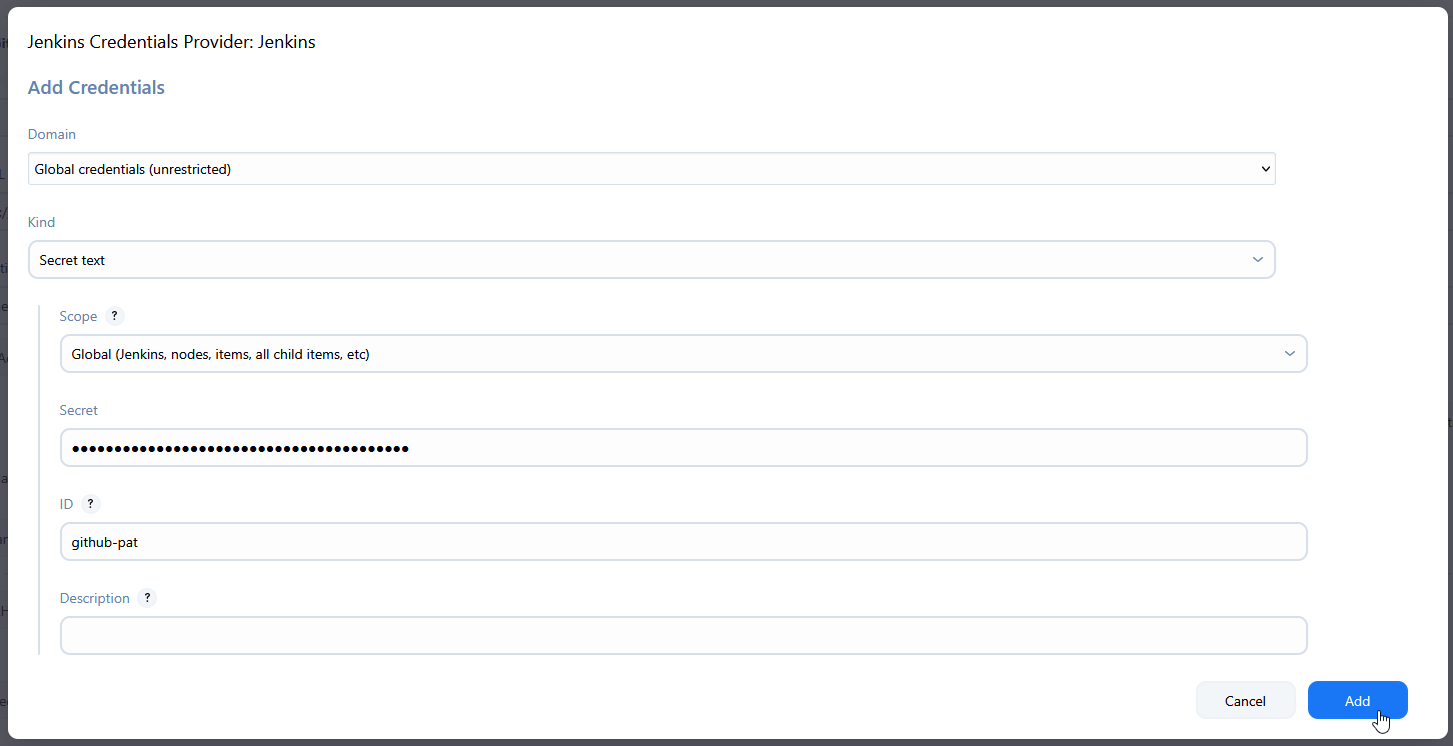 Jenkins Credentials Provider: Jenkins
Add Credentials
Domain
Global credentials (unrestricted)
Kind
Secret text
Scope ?
Global (Jenkins, nodes, items, all child items, etc)
Secret
••••••••••••••••••••••••••••••••••••••••
ID ?
github-pat
Description ?
Cancel
Add